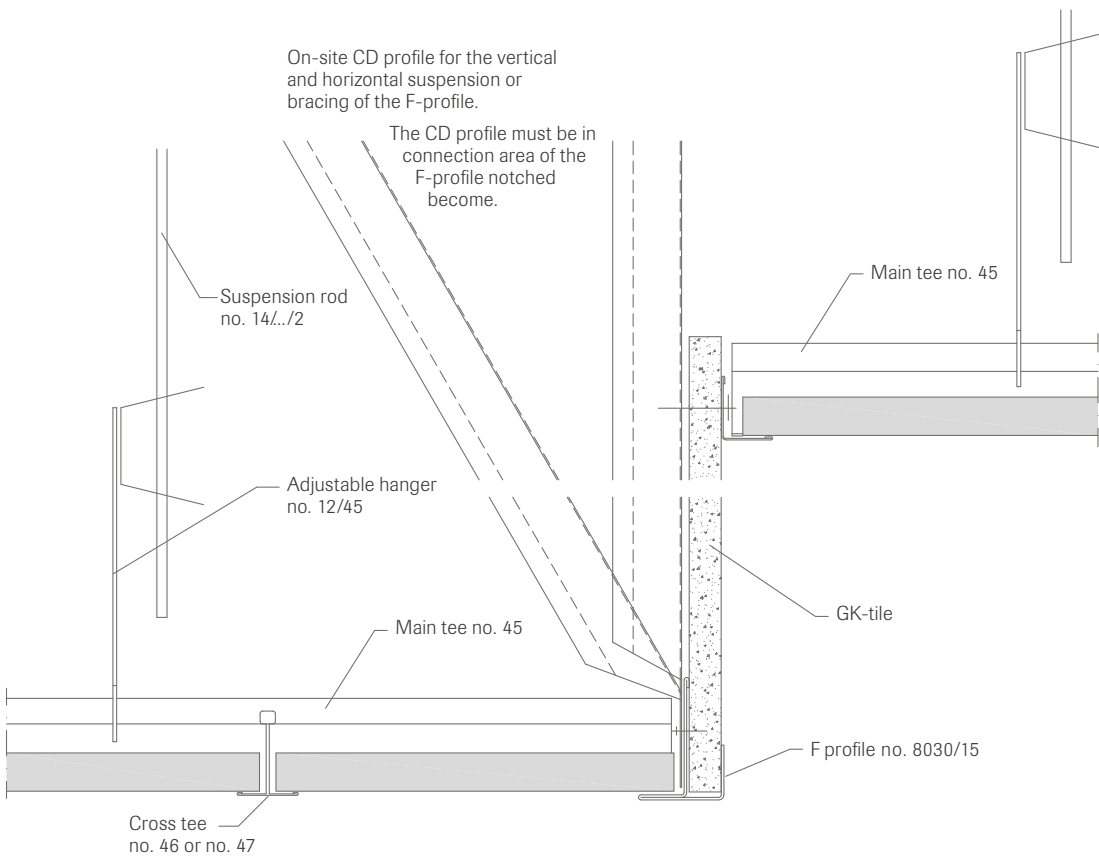 On-site CD profile for the vertical
and horizontal suspension or
bracing of the F-profile.
The CD profile must be in
connection area of the
F-profile notched
become.
Main tee no. 45
Suspension rod
no. 14/.../2
Adjustable hanger
no. 12/45
GK-tile
Main tee no. 45
F profile no. 8030/15
Cross tee
no. 46 or no. 47